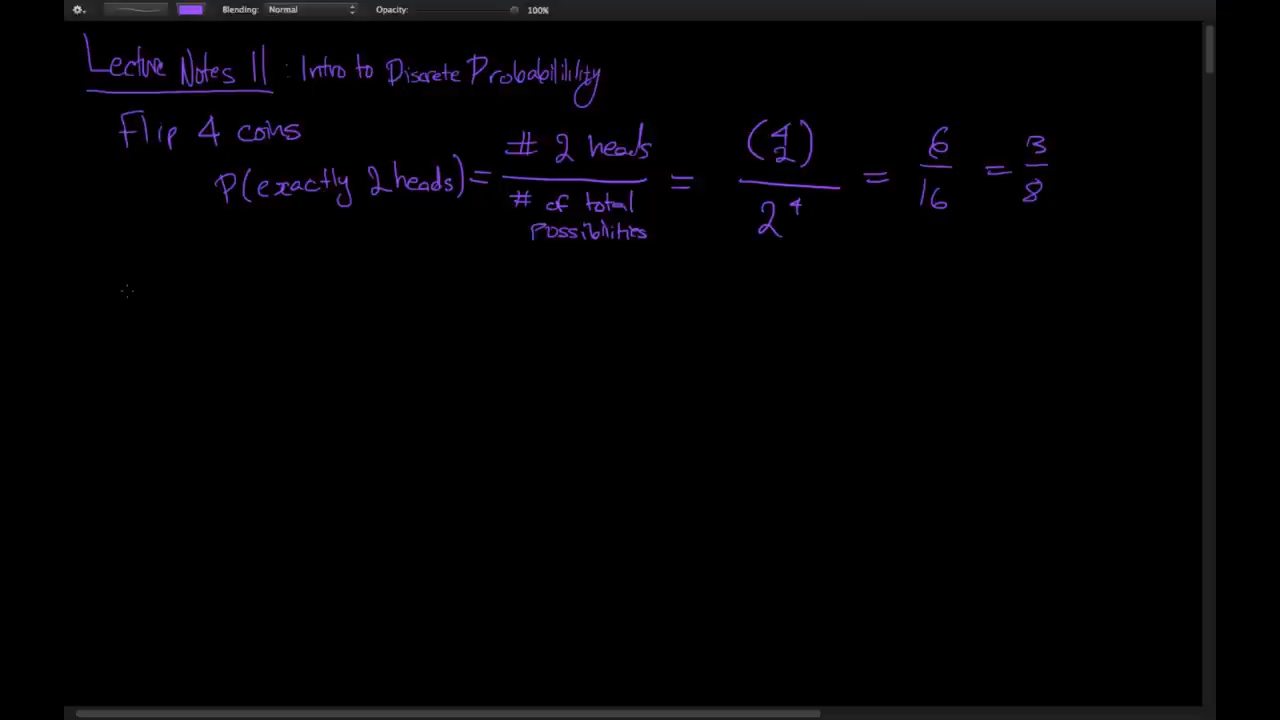 Blending: Normal Opacity: 100%
Lecture Notes 11 : Intro to Discrete Probabilility
Flip 4 coins
P(exactly 2 heads) = # 2 heads / # of total possibilities = (4 2) / 2^4 = 6/16 = 3/8